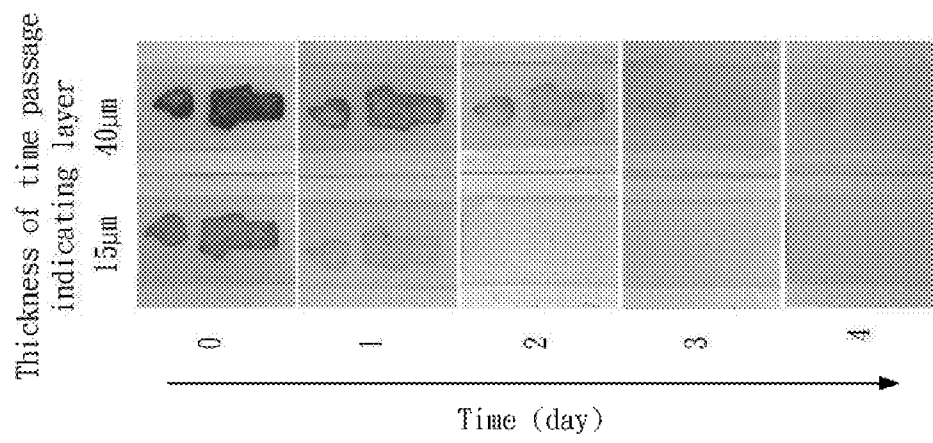 Thickness of time passage
indicating layer
40μm
15μm
0
1
2
3
4
Time (day)